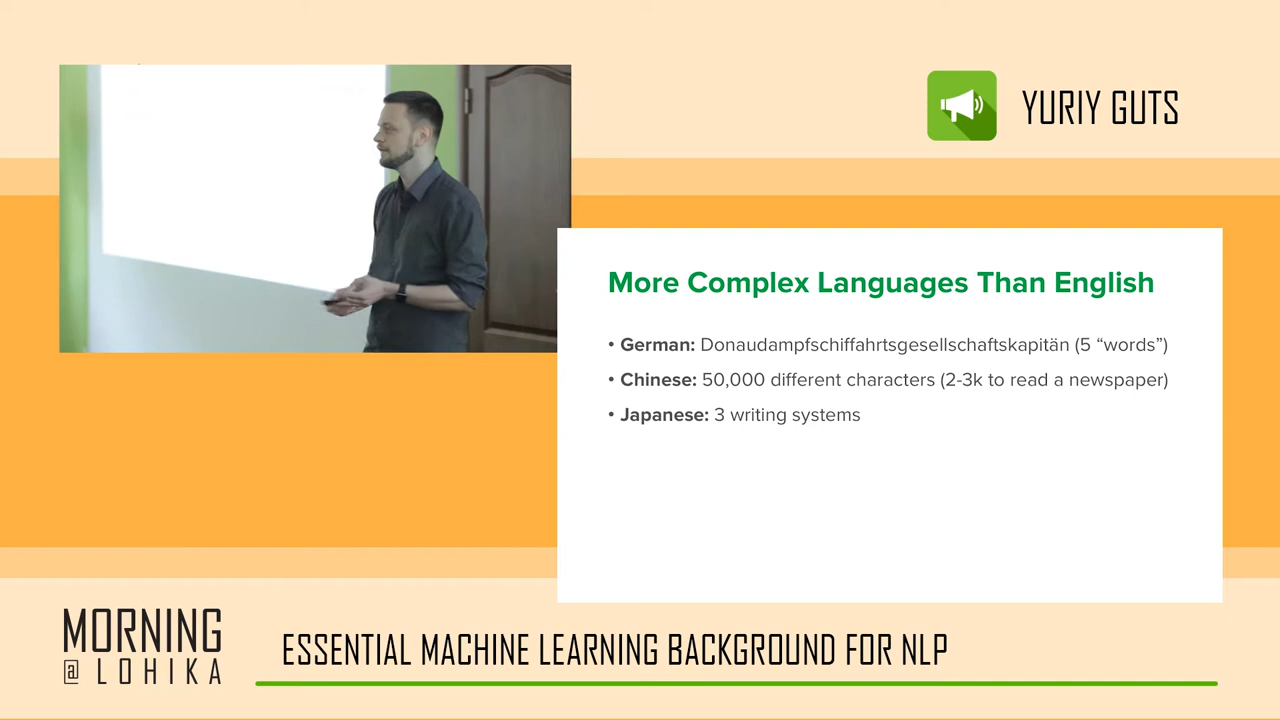 YURIY GUTS
More Complex Languages Than English
• German: Donaudampfschiffahrtsgesellschaftskapitän (5 “words”)
• Chinese: 50,000 different characters (2-3k to read a newspaper)
• Japanese: 3 writing systems
MORNING
@ LOHIKA
ESSENTIAL MACHINE LEARNING BACKGROUND FOR NLP